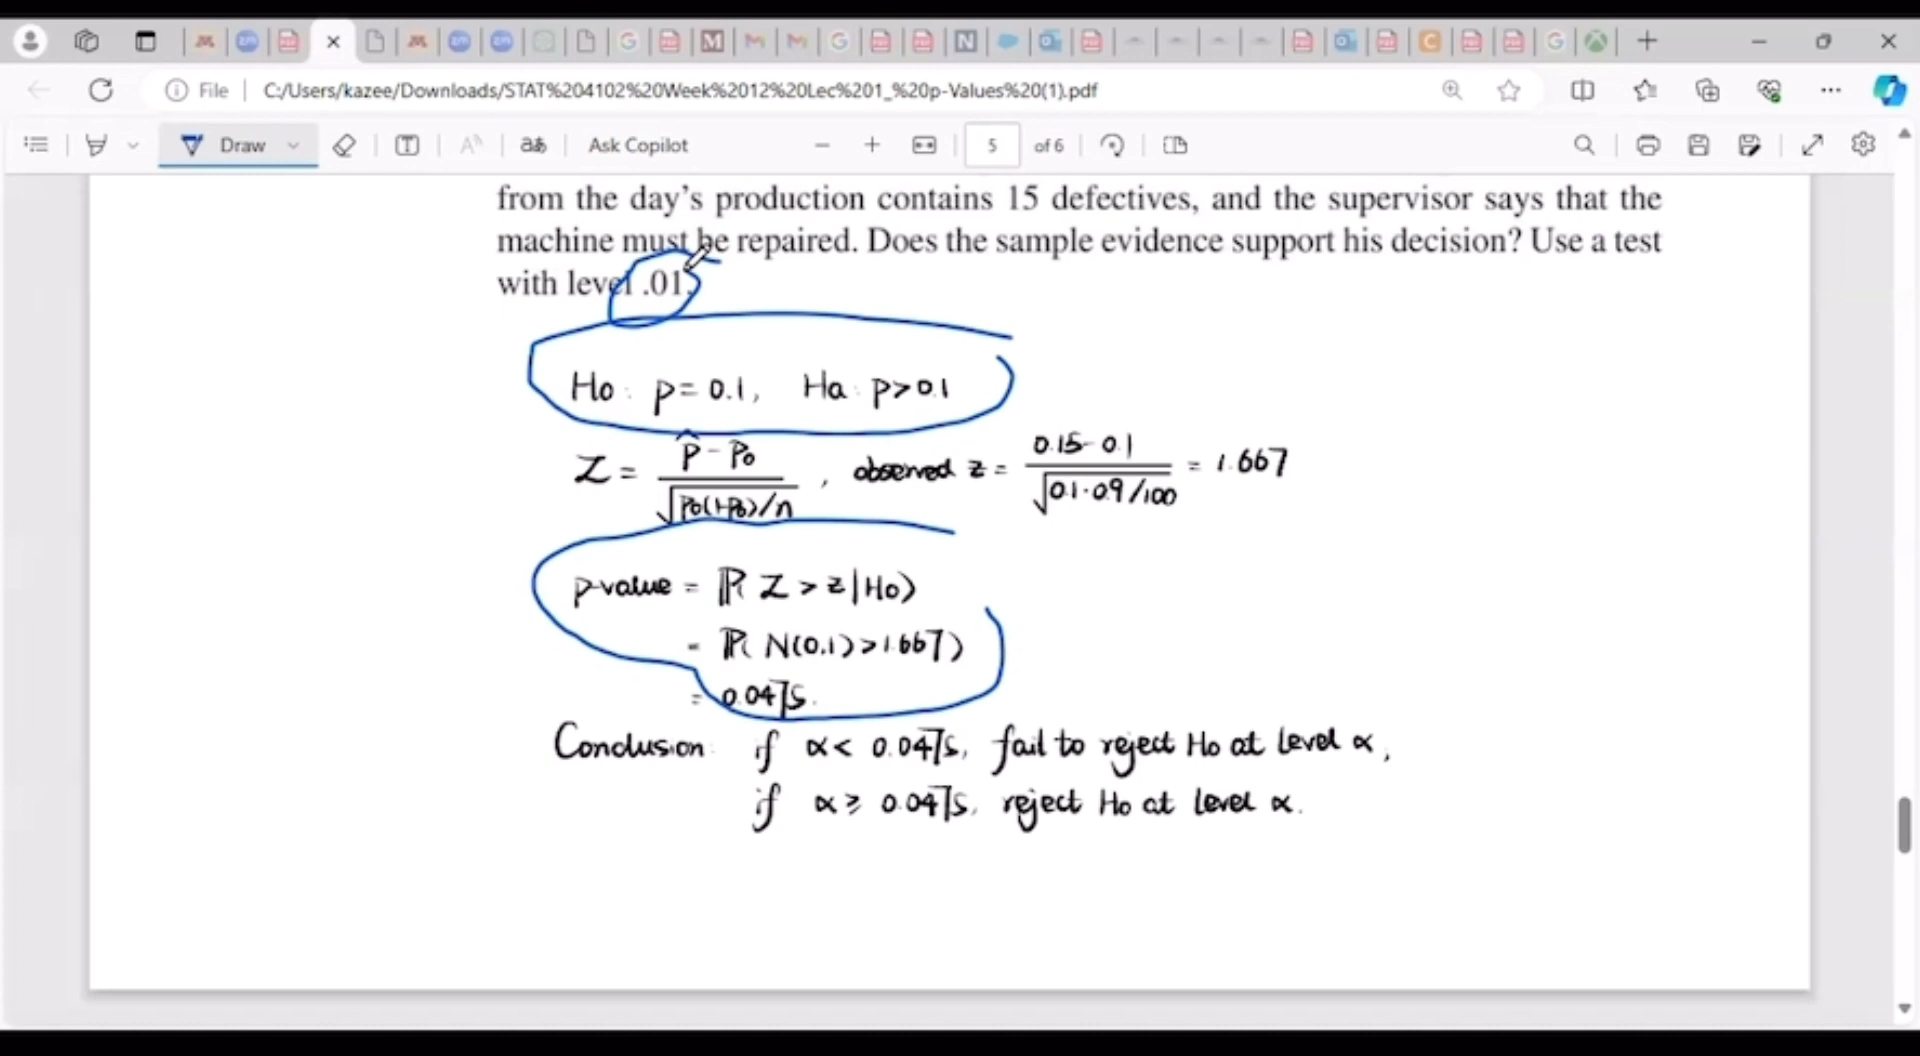 File C:/Users/kazee/Downloads/STAT%204102%20Week%2012%20Lec%201_%20p-Values%20(1).pdf
Draw Ask Copilot 5 of 6
from the day's production contains 15 defectives, and the supervisor says that the
machine must be repaired. Does the sample evidence support his decision? Use a test
with level .01.
Ho: p = 0.1, Ha: p>0.1
Z = p̂ - Po / √Po(1-Po)/n , observed z = 0.15-0.1 / √0.1·0.9/100 = 1.667
p-value = P( Z > z | Ho)
= P( N(0,1) > 1.667)
= 0.0475.
Conclusion: if α < 0.0475, fail to reject Ho at level α,
if α ≥ 0.0475, reject Ho at level α.